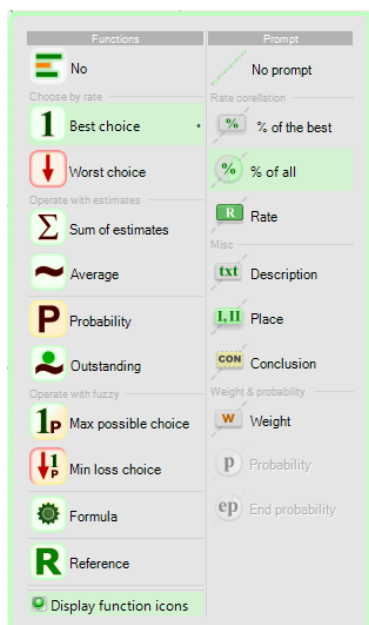 Functions
No
Choose by rate
1 Best choice
Worst choice
Operate with estimates
Σ Sum of estimates
Average
P Probability
Outstanding
Operate with fuzzy
1P Max possible choice
1P Min loss choice
Formula
R Reference
Display function icons
Prompt
No prompt
Rate corellation
% % of the best
% % of all
R Rate
Misc
txt Description
I, II Place
CON Conclusion
Weight & probability
W Weight
p Probability
ep End probability